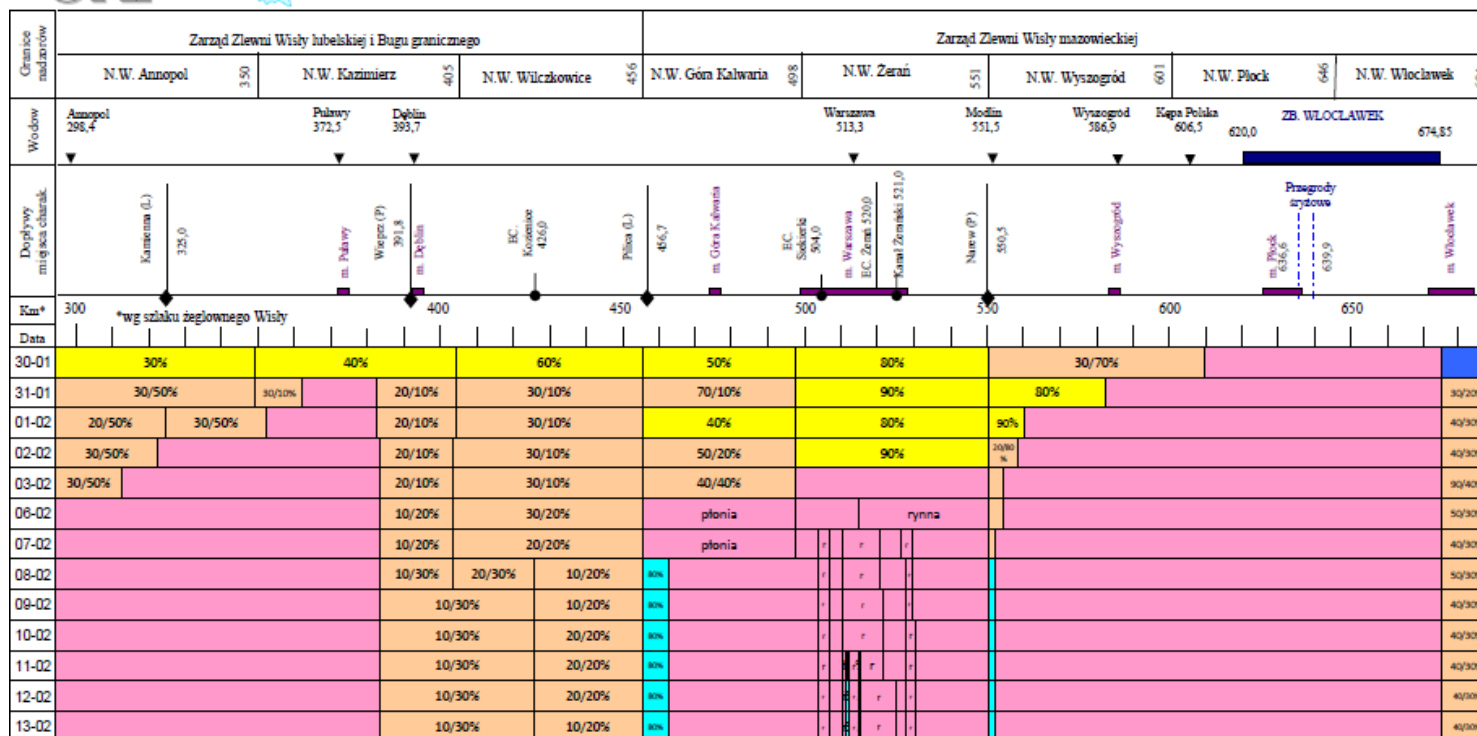 Granice nadzorów
Zarząd Zlewni Wisły lubelskiej i Bugu granicznego
Zarząd Zlewni Wisły mazowieckiej
N.W. Annopol 350 N.W. Kazimierz 405 N.W. Wilczkowice 456 N.W. Góra Kalwaria 498 N.W. Żerań 551 N.W. Wyszogród 601 N.W. Płock 646 N.W. Włocławek
Wodow
Annopol Puławy Dęblin Warszawa Modlin Wyszogród Kępa Polska ZB. WŁOCŁAWEK
298,4 372,5 393,7 513,3 551,5 586,9 606,5 620,0 674,85
Dopływy miejsca charak.
Kamienna (L) 325,0
m. Puławy
Wieprz (P) 391,8
m. Dęblin
EC. Kozienice 426,0
Pilica (L) 456,7
m. Góra Kalwaria
EC. Siekierki 504,0
m. Warszawa
EC. Żerań 520,0
Kanał Żerański 521,0
Narew (P) 550,5
m. Wyszogród
m. Płock
636,6
Przegrody śryżowe
639,9
m. Włocławek
Km* 300 400 450 500 550 600 650
*wg szlaku żeglownego Wisły
Data
30-01 30% 40% 60% 50% 80% 30/70%
31-01 30/50% 30/10% 20/10% 30/10% 70/10% 90% 80% 30/20%
01-02 20/50% 30/50% 20/10% 30/10% 40% 80% 90% 40/30%
02-02 30/50% 20/10% 30/10% 50/20% 90% 20/80% 40/30%
03-02 30/50% 20/10% 30/10% 40/40% 90/40%
06-02 10/20% 30/20% płonia rynna 50/30%
07-02 10/20% 20/20% płonia r r r 40/30%
08-02 10/30% 20/30% 10/20% 80% r r r 50/30%
09-02 10/30% 10/20% 80% r r r 40/30%
10-02 10/30% 20/20% 80% r r r 40/30%
11-02 10/30% 20/20% 80% r r r r 40/30%
12-02 10/30% 20/20% 80% r r r r 40/30%
13-02 10/30% 10/20% 80% r r r r 40/30%